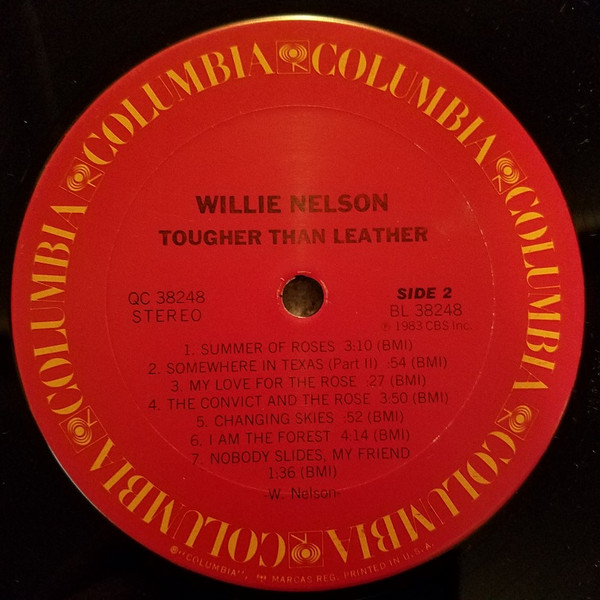 COLUMBIA COLUMBIA COLUMBIA COLUMBIA COLUMBIA COLUMBIA
WILLIE NELSON
TOUGHER THAN LEATHER
QC 38248
STEREO
SIDE 2
BL 38248
℗ 1983 CBS Inc.
1. SUMMER OF ROSES 3:10 (BMI)
2. SOMEWHERE IN TEXAS (Part II) :54 (BMI)
3. MY LOVE FOR THE ROSE :27 (BMI)
4. THE CONVICT AND THE ROSE 3:50 (BMI)
5. CHANGING SKIES :52 (BMI)
6. I AM THE FOREST 4:14 (BMI)
7. NOBODY SLIDES, MY FRIEND
1:36 (BMI)
-W. Nelson-
®"COLUMBIA", MARCAS REG. PRINTED IN U.S.A.